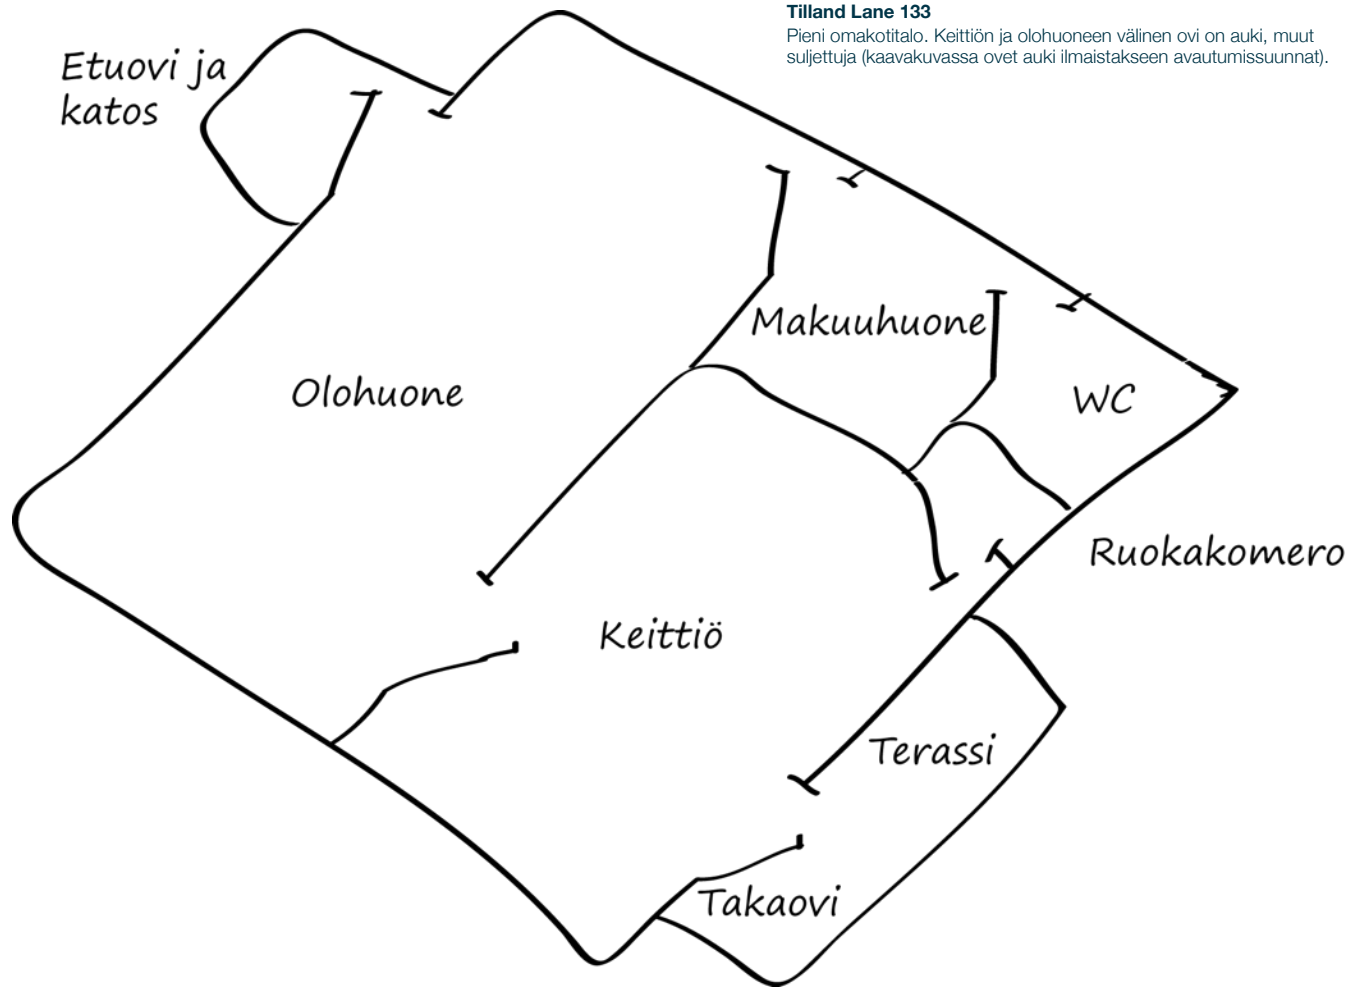 Tilland Lane 133
Pieni omakotitalo. Keittiön ja olohuoneen välinen ovi on auki, muut
suljettuja (kaavakuvassa ovet auki ilmaistakseen avautumissuunnat).
Etuovi ja
katos
Makuuhuone
Olohuone
WC
Ruokakomero
Keittiö
Terassi
Takaovi